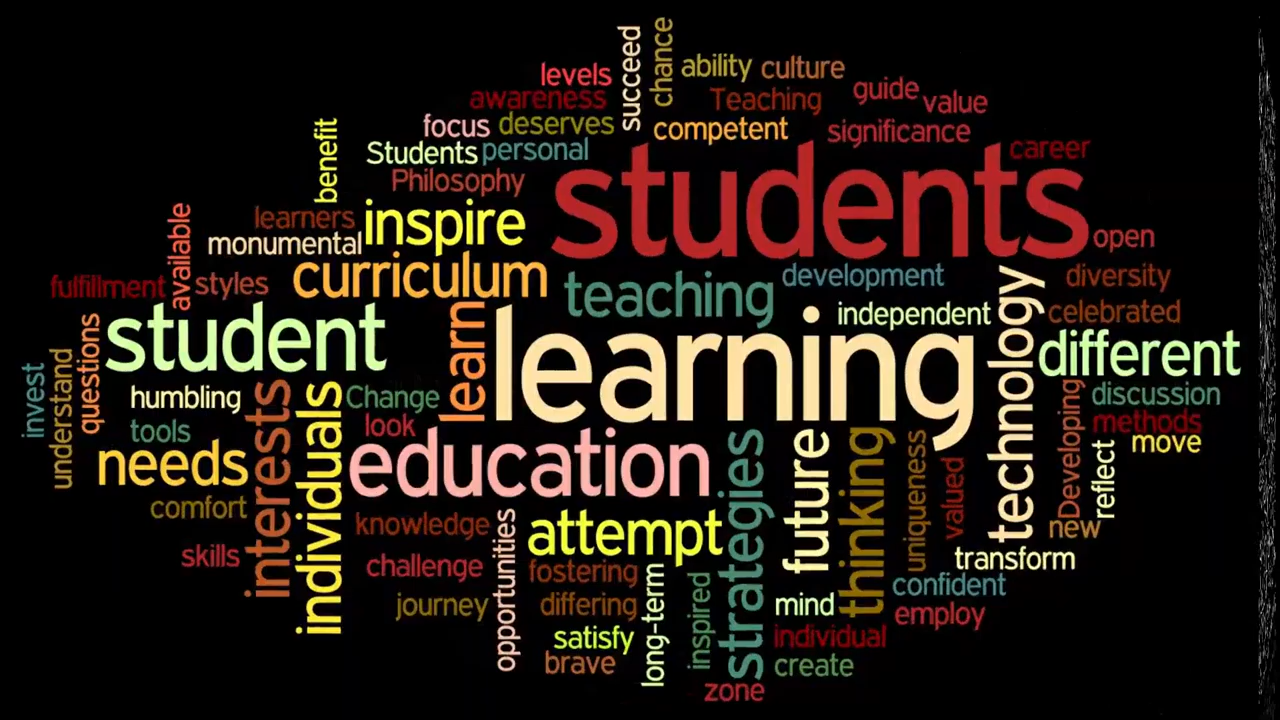 succeed
chance
levels
ability
culture
awareness
Teaching
guide
value
focus
deserves
competent
significance
benefit
Students
personal
career
Philosophy
students
available
learners
inspire
monumental
open
fulfillment
styles
curriculum
teaching
development
diversity
technology
independent
celebrated
student
learn
learning
different
questions
invest
understand
humbling
interests
individuals
Change
discussion
tools
look
Developing
methods
needs
education
move
reflect
strategies
future
thinking
uniqueness
valued
comfort
knowledge
opportunities
attempt
new
skills
challenge
fostering
transform
long-term
inspired
confident
journey
differing
mind
employ
satisfy
individual
brave
create
zone